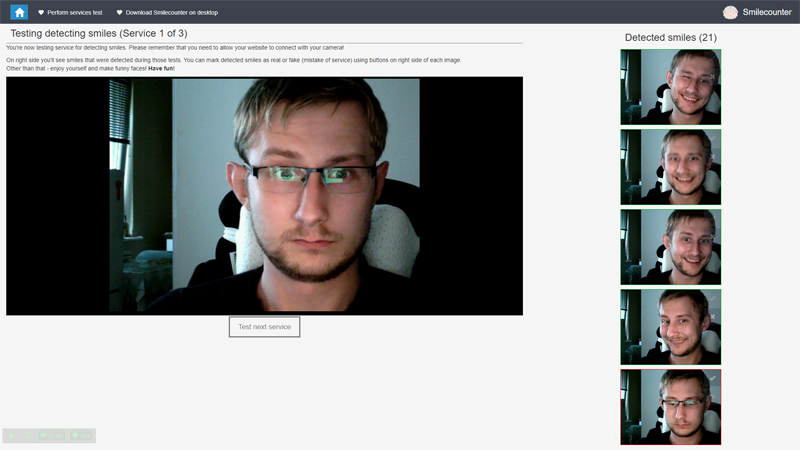 Perform services test
Download Smilecounter on desktop
Smilecounter
Testing detecting smiles (Service 1 of 3)
You're now testing service for detecting smiles. Please remember that you need to allow your website to connect with your camera!
On right side you'll see smiles that were detected during those tests. You can mark detected smiles as real or fake (mistake of service) using buttons on right side of each image.
Other than that - enjoy yourself and make funny faces! Have fun!
Test next service
Detected smiles (21)